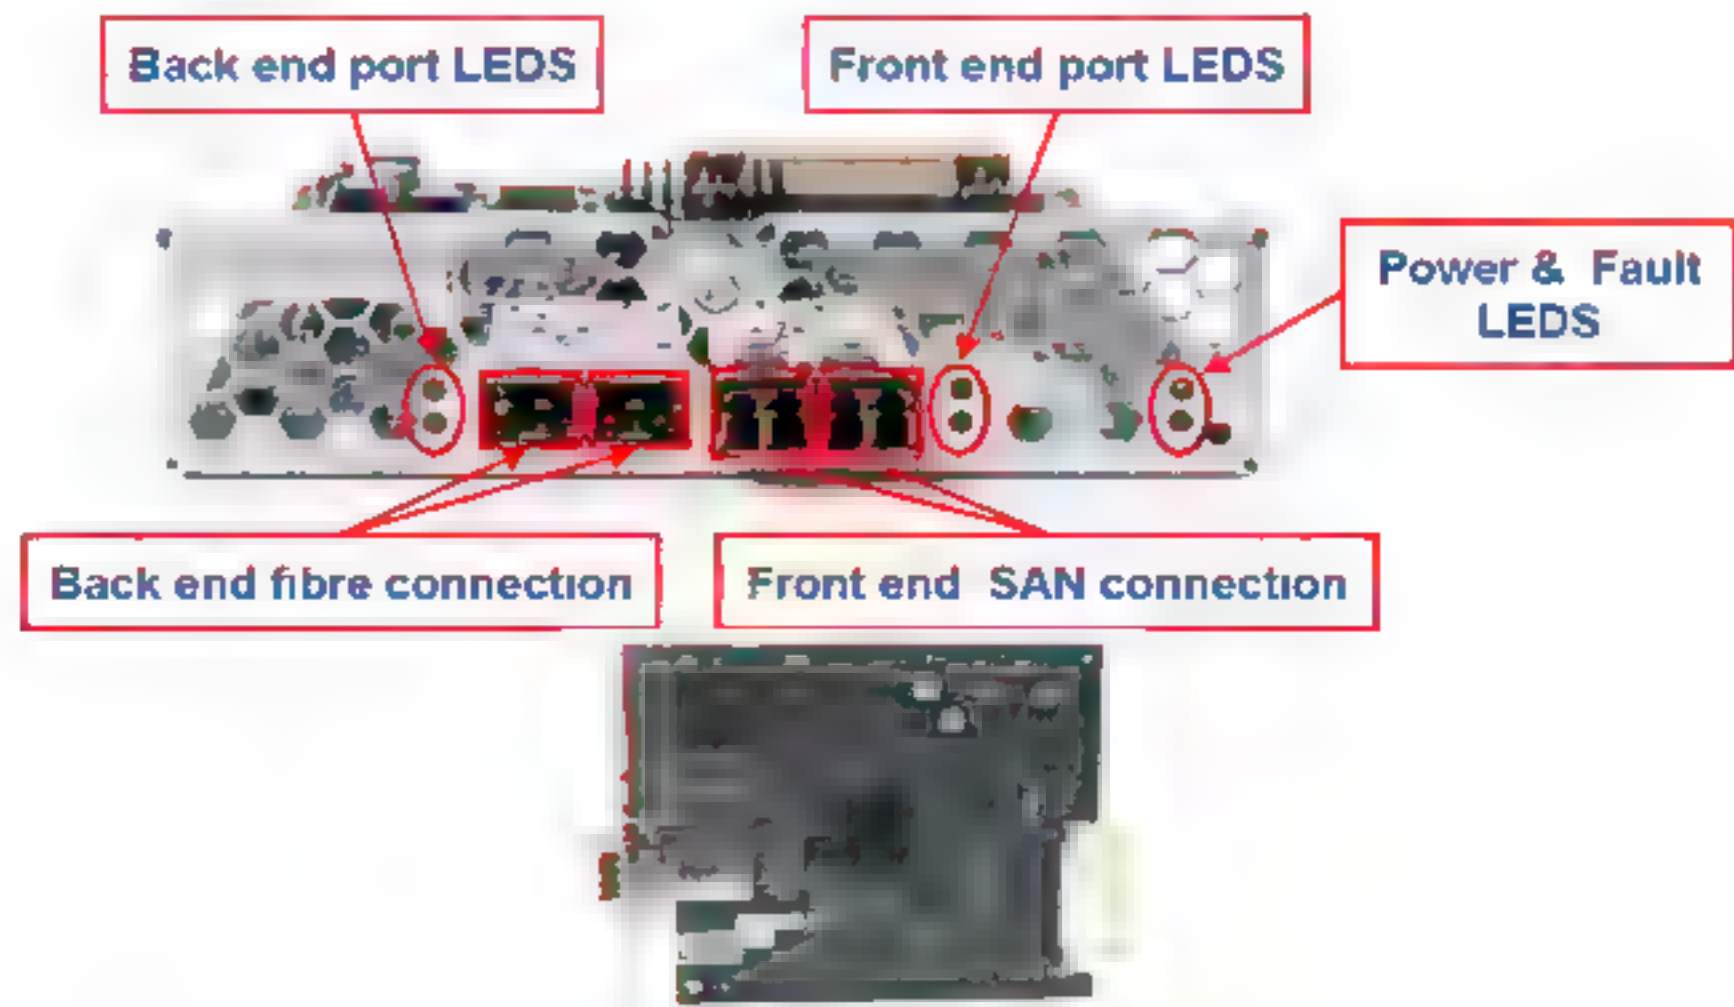 Back end port LEDS
Front end port LEDS
Power & Fault
LEDS
Back end fibre connection
Front end SAN connection